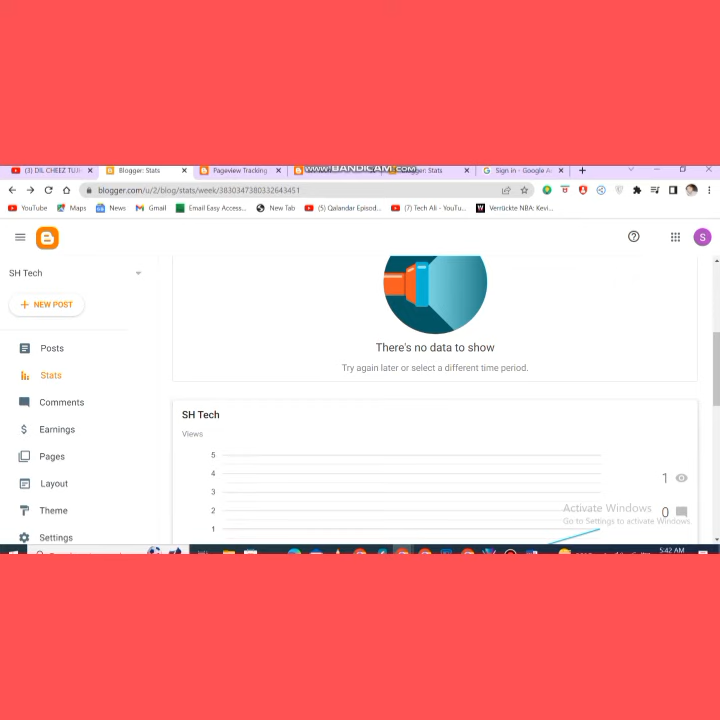 (3) DIL CHEEZ TUJH
Blogger: Stats
Pageview Tracking
WWW.BANDICAM.COM
Stats
Sign in - Google Ac
blogger.com/u/2/blog/stats/week/3830347380332643451
YouTube
Maps
News
Gmail
Email Easy Access...
New Tab
(5) Qalandar Episod...
(7) Tech Ali - YouTu...
Verrückte NBA: Kevi...
S
SH Tech
+ NEW POST
Posts
Stats
Comments
Earnings
Pages
Layout
Theme
Settings
There's no data to show
Try again later or select a different time period.
SH Tech
Views
5
4
3
2
1
1
0
Activate Windows
Go to Settings to activate Windows
5:42 AM